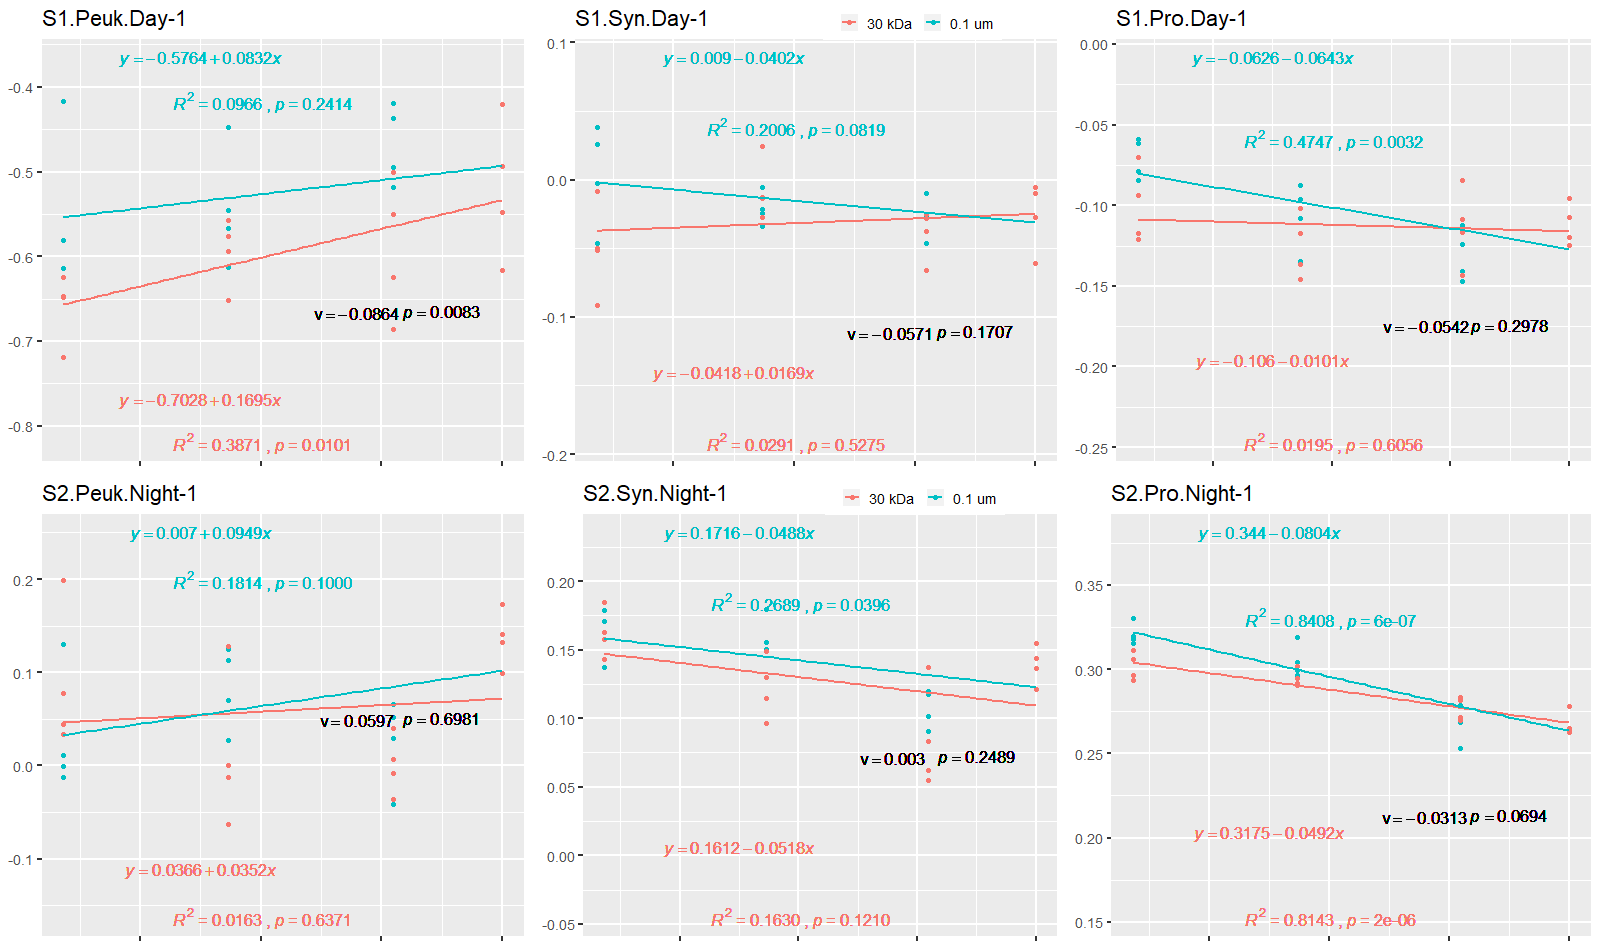 S1.Peuk.Day-1
y = −0.5764 + 0.0832x
R² = 0.0966 , p = 0.2414
-0.4
-0.5
-0.6
-0.7
-0.8
v = −0.0864 p = 0.0083
y = −0.7028 + 0.1695x
R² = 0.3871 , p = 0.0101
S1.Syn.Day-1
30 kDa 0.1 um
y = 0.009 − 0.0402x
R² = 0.2006 , p = 0.0819
0.1
0.0
-0.1
-0.2
v = −0.0571 p = 0.1707
y = −0.0418 + 0.0169x
R² = 0.0291 , p = 0.5275
S1.Pro.Day-1
y = −0.0626 − 0.0643x
R² = 0.4747 , p = 0.0032
0.00
-0.05
-0.10
-0.15
-0.20
-0.25
v = −0.0542 p = 0.2978
y = −0.106 − 0.0101x
R² = 0.0195 , p = 0.6056
S2.Peuk.Night-1
y = 0.007 + 0.0949x
R² = 0.1814 , p = 0.1000
0.2
0.1
0.0
-0.1
v = 0.0597 p = 0.6981
y = 0.0366 + 0.0352x
R² = 0.0163 , p = 0.6371
S2.Syn.Night-1
30 kDa 0.1 um
y = 0.1716 − 0.0488x
R² = 0.2689 , p = 0.0396
0.20
0.15
0.10
0.05
0.00
-0.05
v = 0.003 p = 0.2489
y = 0.1612 − 0.0518x
R² = 0.1630 , p = 0.1210
S2.Pro.Night-1
y = 0.344 − 0.0804x
R² = 0.8408 , p = 6e-07
0.35
0.30
0.25
0.20
0.15
v = −0.0313 p = 0.0694
y = 0.3175 − 0.0492x
R² = 0.8143 , p = 2e-06